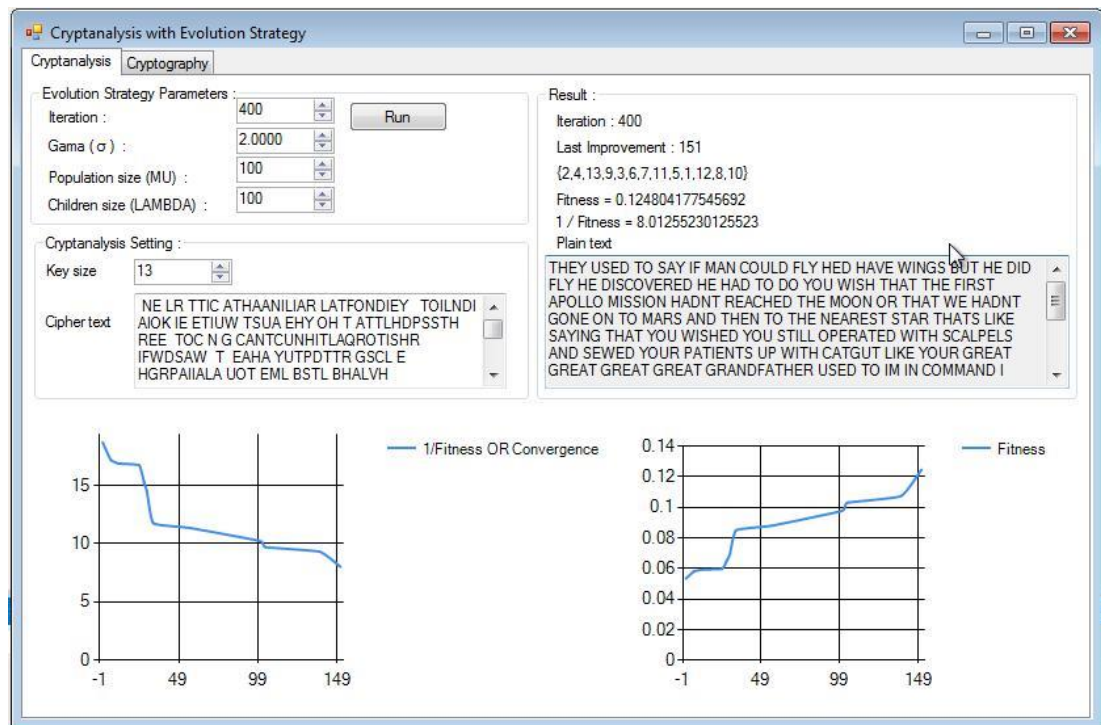 Cryptanalysis with Evolution Strategy
Cryptanalysis Cryptography
Evolution Strategy Parameters :
Iteration : 400 Run
Gama ( σ ) : 2.0000
Population size (MU) : 100
Children size (LAMBDA) : 100
Cryptanalysis Setting :
Key size 13
Cipher text
NE LR TTIC ATHAANILIAR LATFONDIEY TOILNDI
AIOK IE ETIUW TSUA EHY OH T ATTLHDPSSTH
REE TOC N G CANTCUNHITLAQROTISHR
IFWDSAW T EAHA YUTPDTTR GSCL E
HGRPAIIALA UOT EML BSTL BHALVH
Result :
Iteration : 400
Last Improvement : 151
{2,4,13,9,3,6,7,11,5,1,12,8,10}
Fitness = 0.124804177545692
1 / Fitness = 8.01255230125523
Plain text
THEY USED TO SAY IF MAN COULD FLY HED HAVE WINGS BUT HE DID
FLY HE DISCOVERED HE HAD TO DO YOU WISH THAT THE FIRST
APOLLO MISSION HADNT REACHED THE MOON OR THAT WE HADNT
GONE ON TO MARS AND THEN TO THE NEAREST STAR THATS LIKE
SAYING THAT YOU WISHED YOU STILL OPERATED WITH SCALPELS
AND SEWED YOUR PATIENTS UP WITH CATGUT LIKE YOUR GREAT
GREAT GREAT GREAT GRANDFATHER USED TO IM IN COMMAND I
1/Fitness OR Convergence
15
10
5
0
-1 49 99 149
Fitness
0.14
0.12
0.1
0.08
0.06
0.04
0.02
0
-1 49 99 149